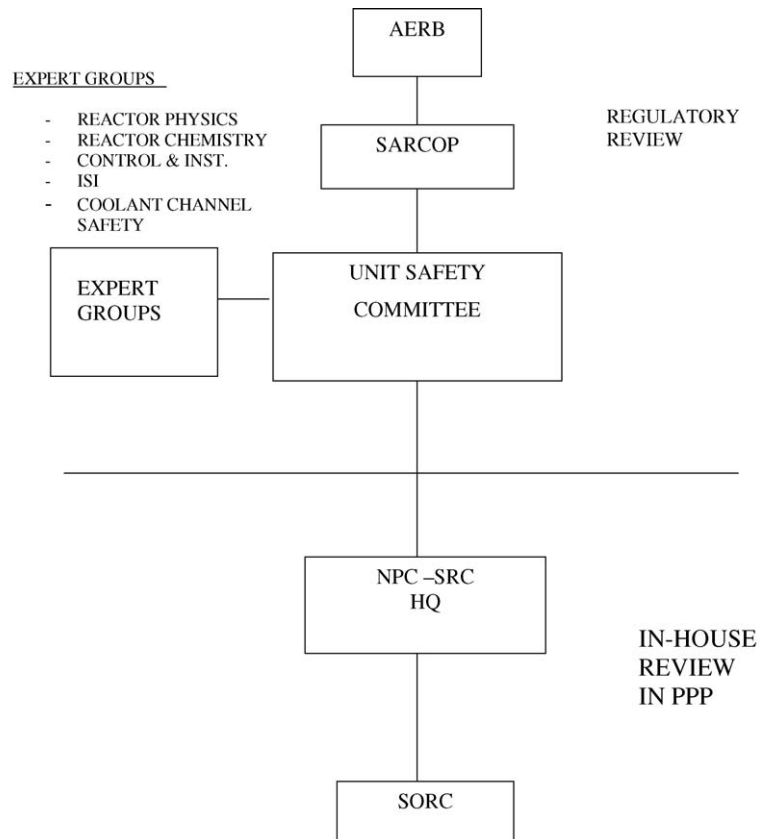 AERB
EXPERT GROUPS
- REACTOR PHYSICS
- REACTOR CHEMISTRY
- CONTROL & INST.
- ISI
- COOLANT CHANNEL
SAFETY
REGULATORY
REVIEW
SARCOP
UNIT SAFETY
COMMITTEE
EXPERT
GROUPS
NPC –SRC
HQ
IN-HOUSE
REVIEW
IN PPP
SORC